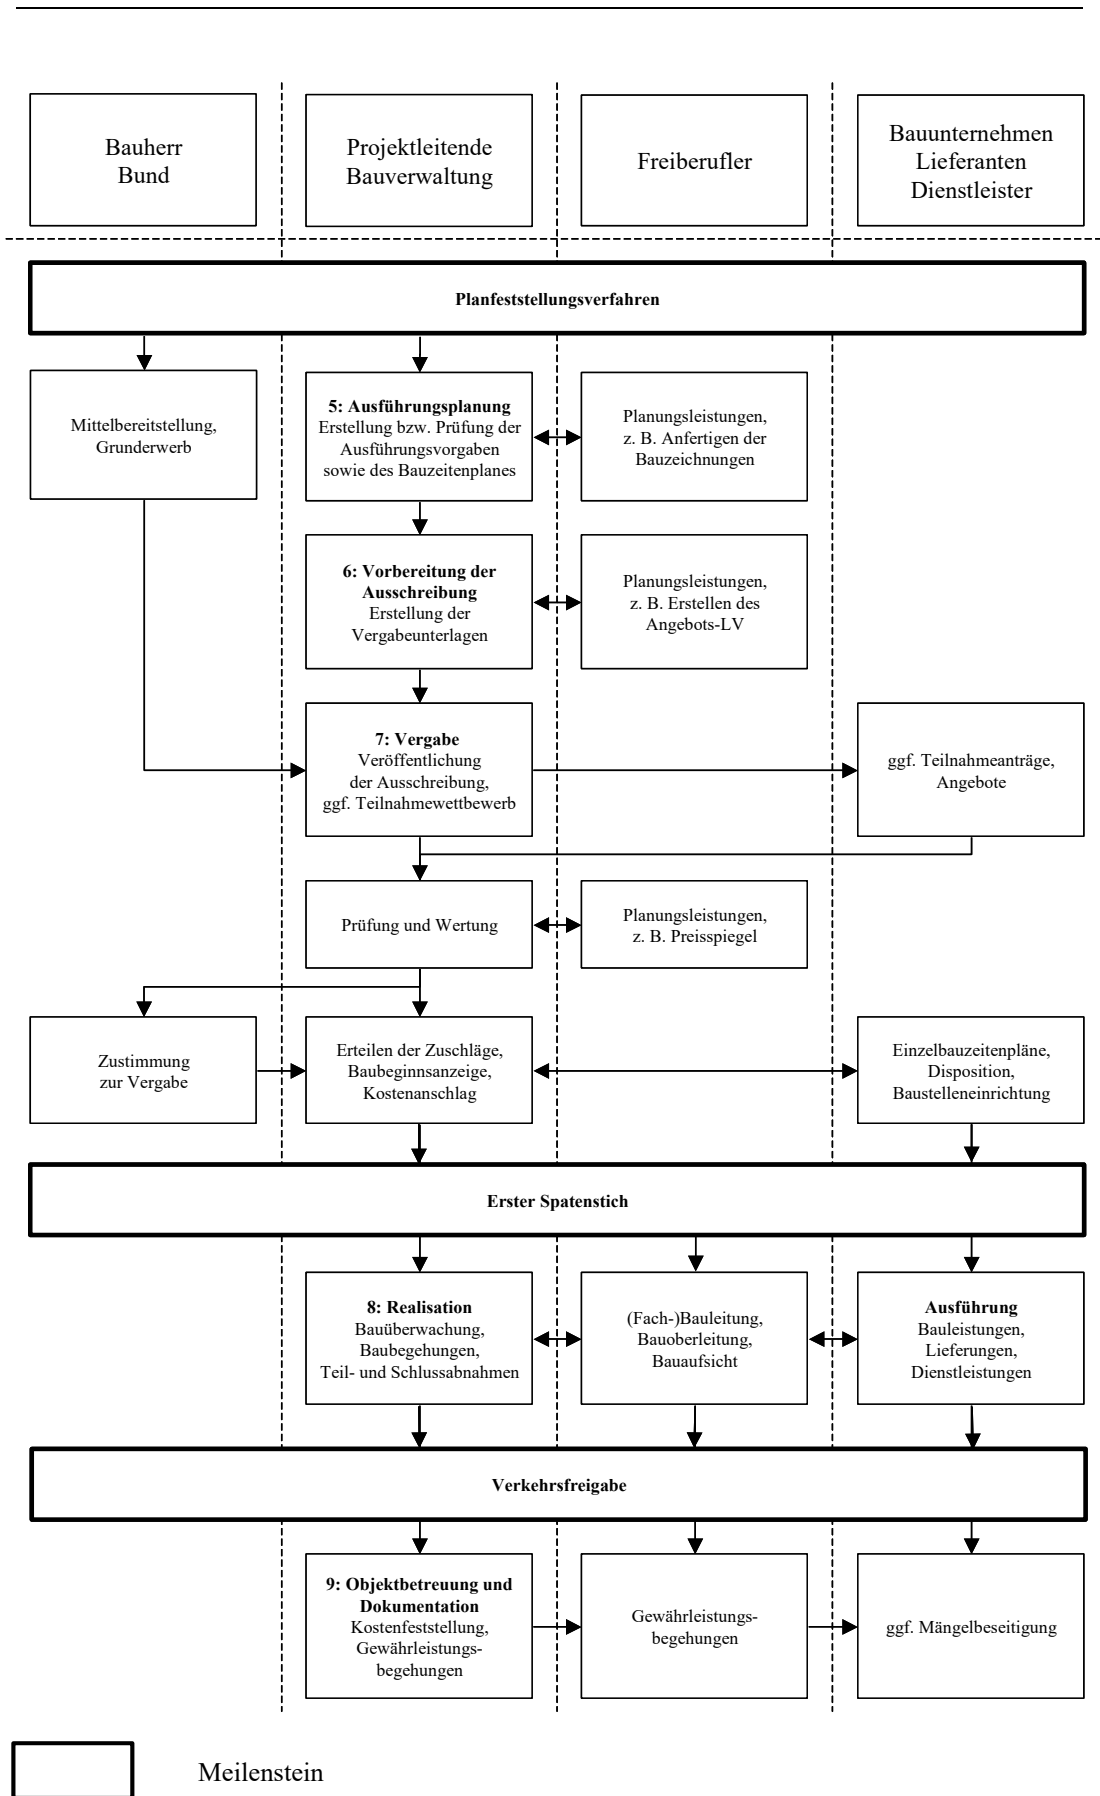 Bauherr
Bund
Projektleitende
Bauverwaltung
Freiberufler
Bauunternehmen
Lieferanten
Dienstleister
Planfeststellungsverfahren
Mittelbereitstellung,
Grunderwerb
5: Ausführungsplanung
Erstellung bzw. Prüfung der
Ausführungsvorgaben
sowie des Bauzeitenplanes
Planungsleistungen,
z. B. Anfertigen der
Bauzeichnungen
6: Vorbereitung der
Ausschreibung
Erstellung der
Vergabeunterlagen
Planungsleistungen,
z. B. Erstellen des
Angebots-LV
7: Vergabe
Veröffentlichung
der Ausschreibung,
ggf. Teilnahmewettbewerb
ggf. Teilnahmeanträge,
Angebote
Prüfung und Wertung
Planungsleistungen,
z. B. Preisspiegel
Zustimmung
zur Vergabe
Erteilen der Zuschläge,
Baubeginnsanzeige,
Kostenanschlag
Einzelbauzeitenpläne,
Disposition,
Baustelleneinrichtung
Erster Spatenstich
8: Realisation
Bauüberwachung,
Baubegehungen,
Teil- und Schlussabnahmen
(Fach-)Bauleitung,
Bauoberleitung,
Bauaufsicht
Ausführung
Bauleistungen,
Lieferungen,
Dienstleistungen
Verkehrsfreigabe
9: Objektbetreuung und
Dokumentation
Kostenfeststellung,
Gewährleistungs-
begehungen
Gewährleistungs-
begehungen
ggf. Mängelbeseitigung
Meilenstein